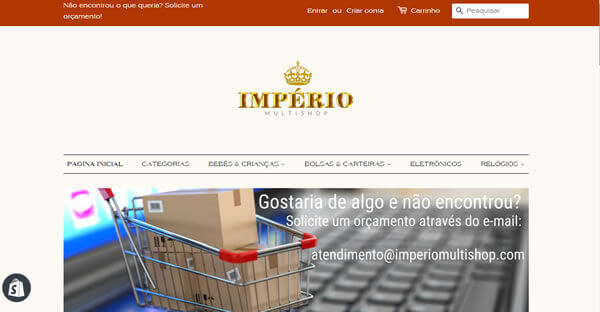 Não encontrou o que queria? Solicite um
orçamento!
Entrar ou Criar conta Carrinho Pesquisar
IMPÉRIO
MULTISHOP
PAGINA INICIAL CATEGORIAS BEBÊS & CRIANÇAS BOLSAS & CARTEIRAS ELETRÔNICOS RELÓGIOS
Gostaria de algo e não encontrou?
Solicite um orçamento através do e-mail:
atendimento@imperiomultishop.com